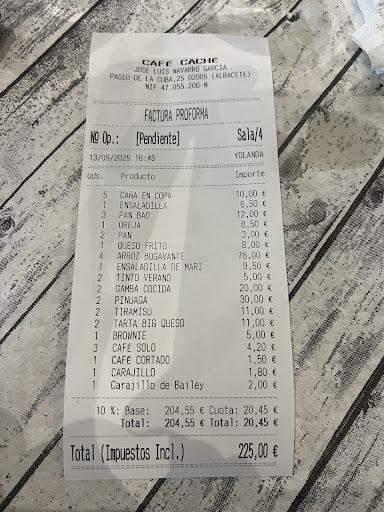 CAFE CACHE
JOSE LUIS NAVARRO GARCIA
PASEO DE LA CUBA,25 02005 (ALBACETE)
NIF 47.055.206-N
FACTURA PROFORMA
Nº Op.: [Pendiente] Sala/4
13/09/2025 16:46 YOLANDA
Uds. Producto Importe
5 CAÑA EN COPA 10,00 €
1 ENSALADILLA 6,50 €
3 PAN BAO 12,00 €
1 OREJA 8,50 €
2 PAN 3,00 €
1 QUESO FRITO 8,00 €
4 ARROZ BOGAVANTE 76,00 €
1 ENSALADILLA DE MARI 9,50 €
2 TINTO VERANO 5,00 €
2 GAMBA COCIDA 20,00 €
2 PINUAGA 30,00 €
2 TIRAMISÚ 11,00 €
2 TARTA BIG QUESO 11,00 €
1 BROWNIE 5,00 €
3 CAFÉ SOLO 4,20 €
1 CAFÉ CORTADO 1,50 €
1 CARAJILLO 1,80 €
1 Carajillo de Bailey 2,00 €
10 %: Base: 204,55 € Cuota: 20,45 €
Total: 204,55 € Total: 20,45 €
Total (Impuestos Incl.) 225,00 €